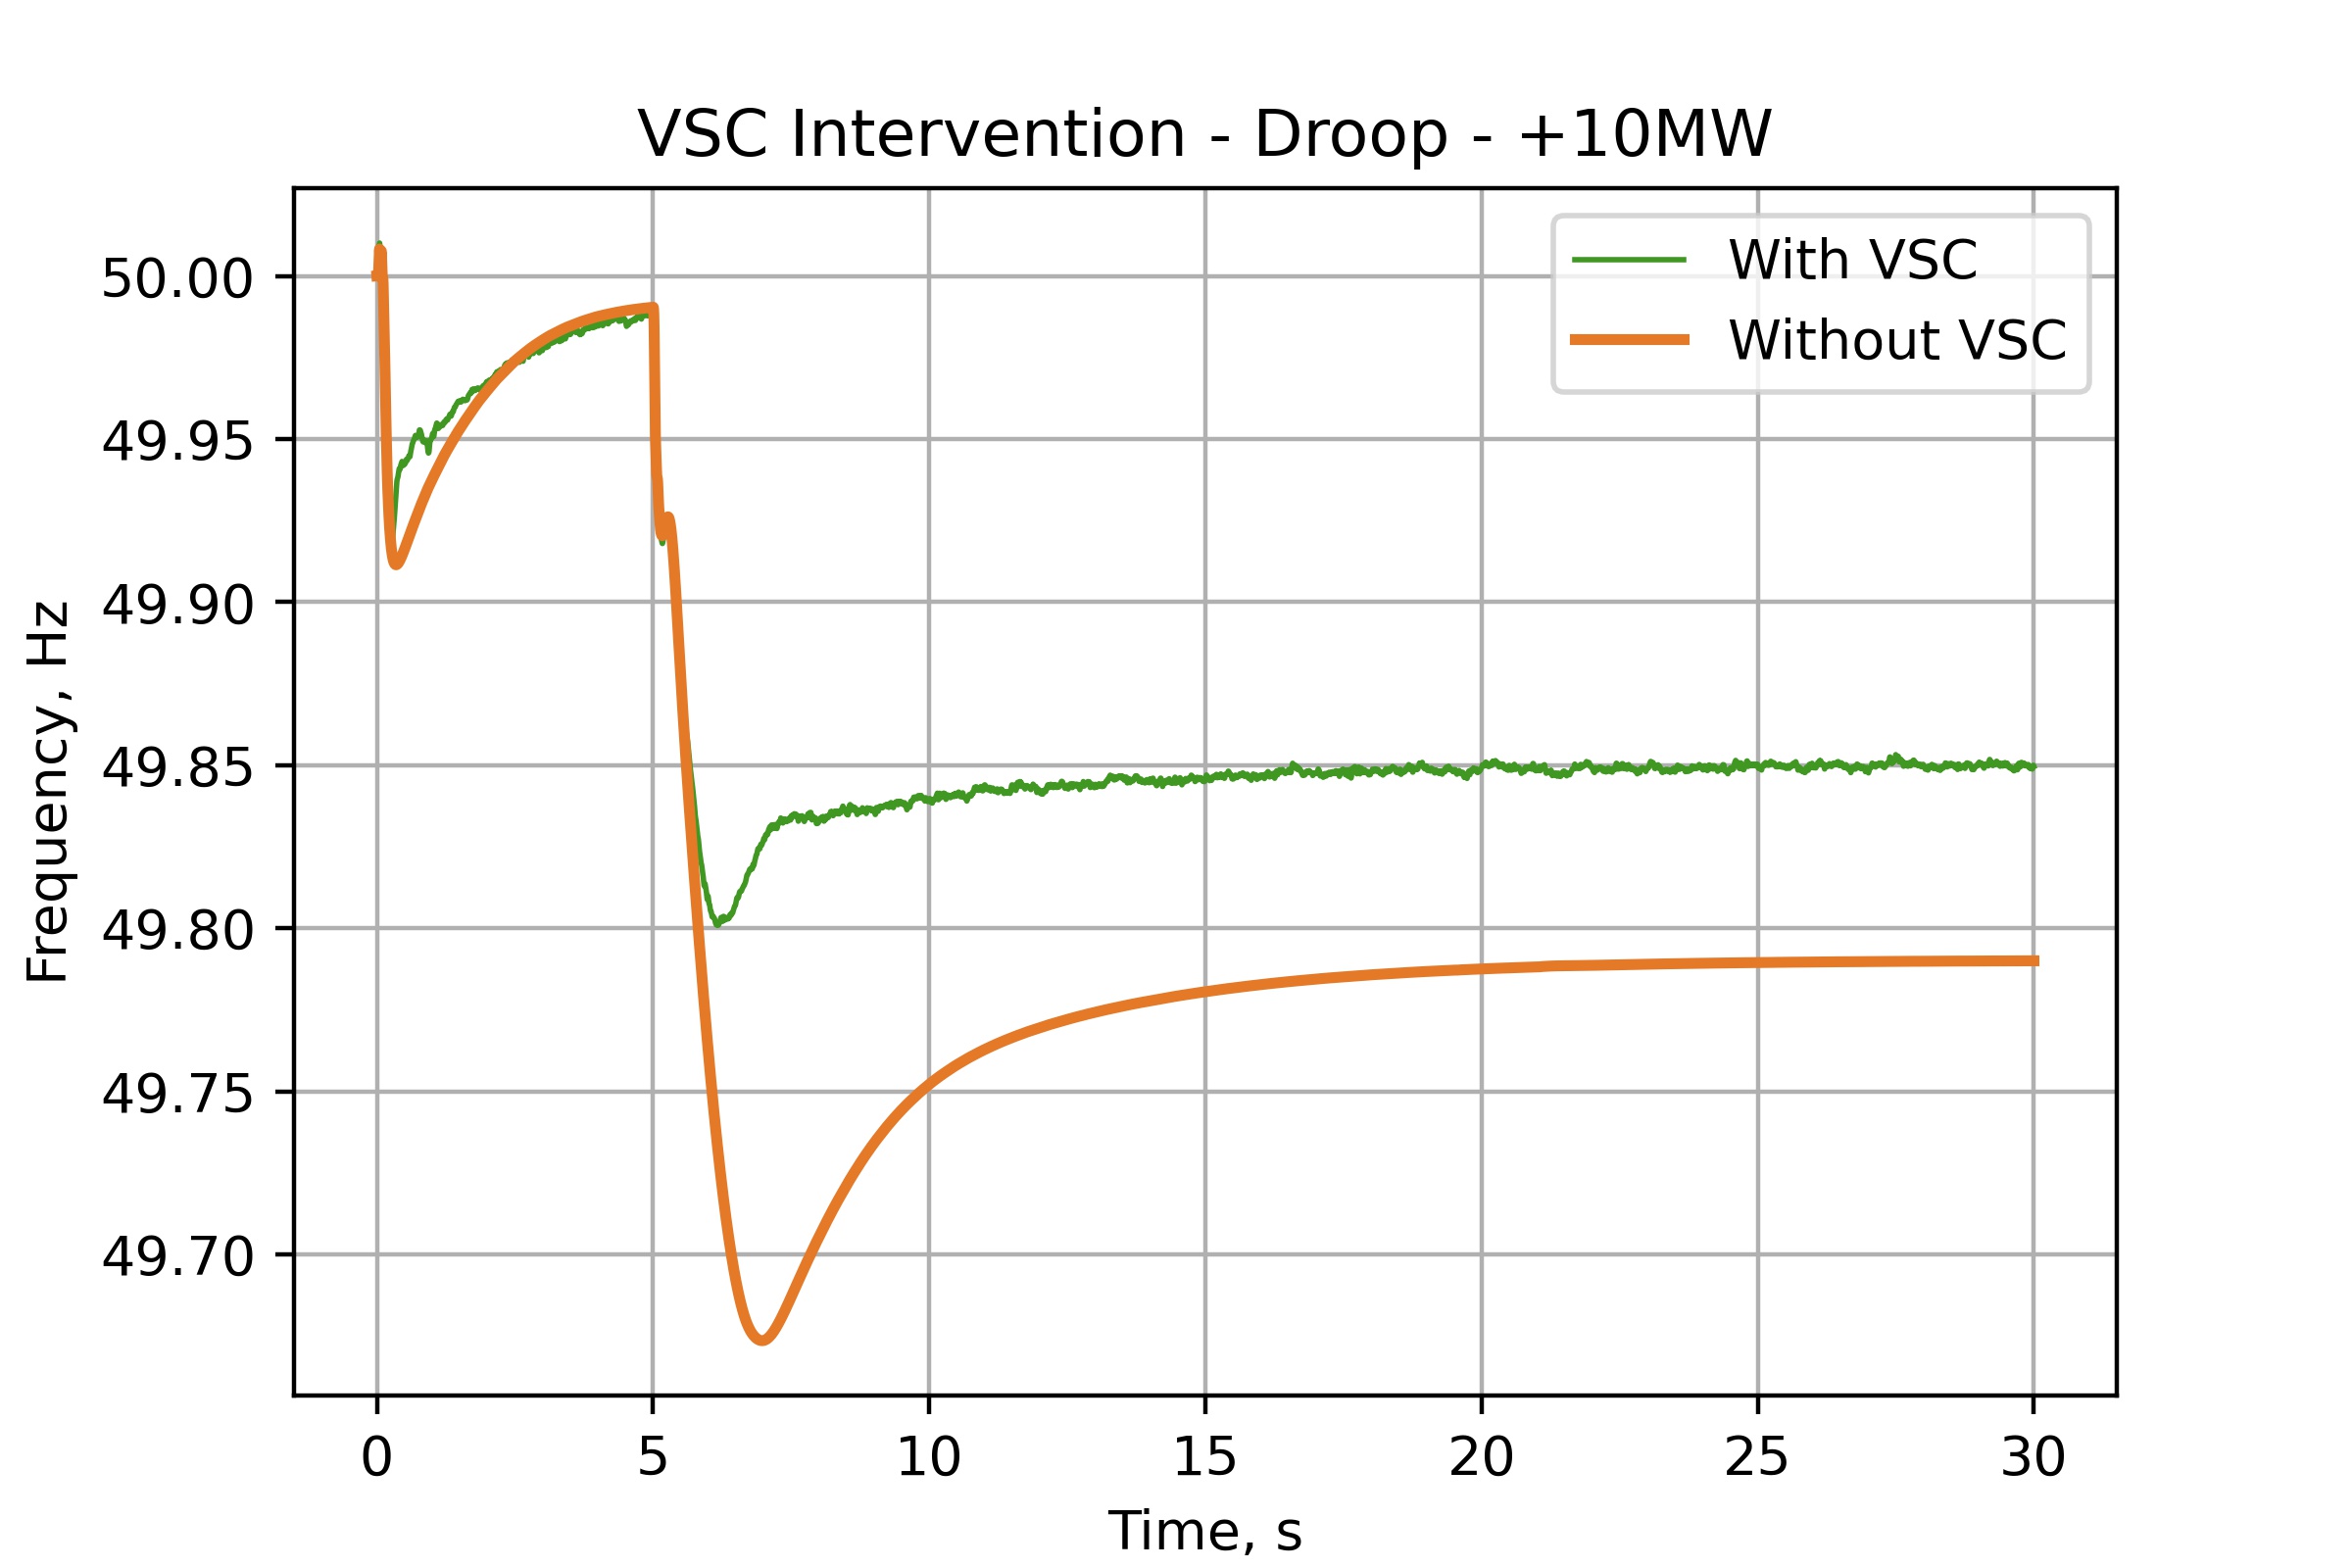 VSC Intervention - Droop - +10MW
With VSC
Without VSC
Frequency, Hz
50.00
49.95
49.90
49.85
49.80
49.75
49.70
0 5 10 15 20 25 30
Time, s